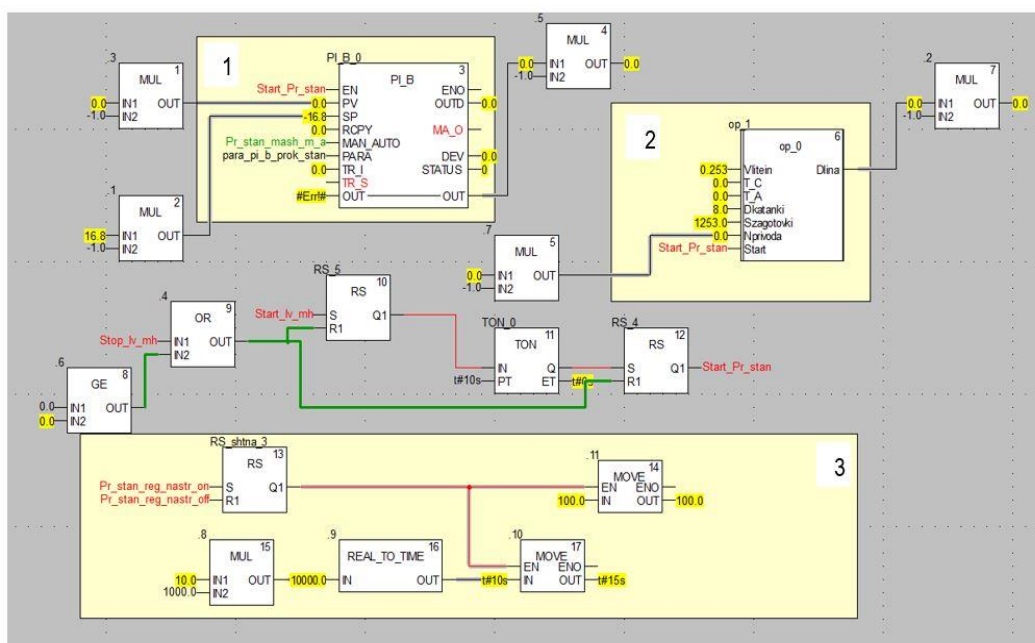 1
PI_B_0
PI_B
3
Start_Pr_stan
EN
ENO
0.0
PV
OUTD
0.0
-16.8
SP
0.0
RCPY
MA_O
Pr_stan_mash_m_a
MAN_AUTO
para_pi_b_prok_stan
PARA
DEV
0.0
0.0
TR_I
STATUS
0
TR_S
#Err!#
OUT
OUT
.3
MUL
1
0.0
IN1
OUT
-1.0
IN2
.1
MUL
2
16.8
IN1
OUT
-1.0
IN2
.5
MUL
4
0.0
IN1
OUT
0.0
-1.0
IN2
.2
MUL
7
0.0
IN1
OUT
0.0
-1.0
IN2
2
op_1
op_0
6
0.253
Vlitein
Dlina
0.0
T_C
0.0
T_A
8.0
Dkatanki
1253.0
Szagotovki
0.0
Nprivoda
Start_Pr_stan
Start
.7
MUL
5
0.0
IN1
OUT
-1.0
IN2
RS_5
RS
10
Start_lv_mh
S
Q1
R1
.4
OR
9
Stop_lv_mh
IN1
OUT
IN2
.6
GE
8
0.0
IN1
OUT
0.0
IN2
TON_0
TON
11
IN
Q
t#10s
PT
ET
t#0s
RS_4
RS
12
S
Q1
Start_Pr_stan
R1
3
RS_shtna_3
RS
13
Pr_stan_reg_nastr_on
S
Q1
Pr_stan_reg_nastr_off
R1
.11
MOVE
14
EN
ENO
100.0
IN
OUT
100.0
.8
MUL
15
10.0
IN1
OUT
1000.0
IN2
.9
REAL_TO_TIME
16
10000.0
IN
OUT
.10
MOVE
17
EN
ENO
t#10s
IN
OUT
t#15s